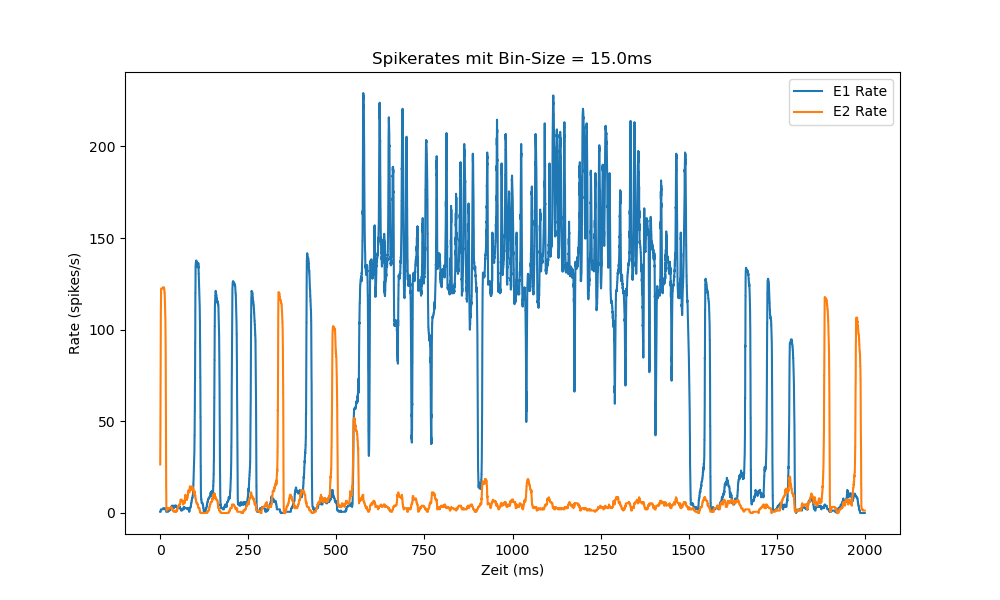 Spikerates mit Bin-Size = 15.0ms
E1 Rate
E2 Rate
Rate (spikes/s)
200
150
100
50
0
0 250 500 750 1000 1250 1500 1750 2000
Zeit (ms)